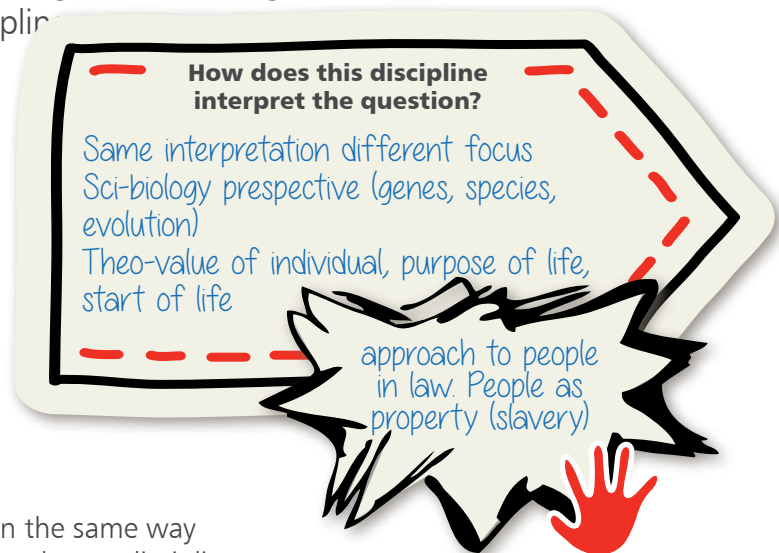 How does this discipline
interpret the question?
Same interpretation different focus
Sci-biology prespective (genes, species,
evolution)
Theo-value of individual, purpose of life,
start of life
approach to people
in law. People as
property (slavery)
n the same way